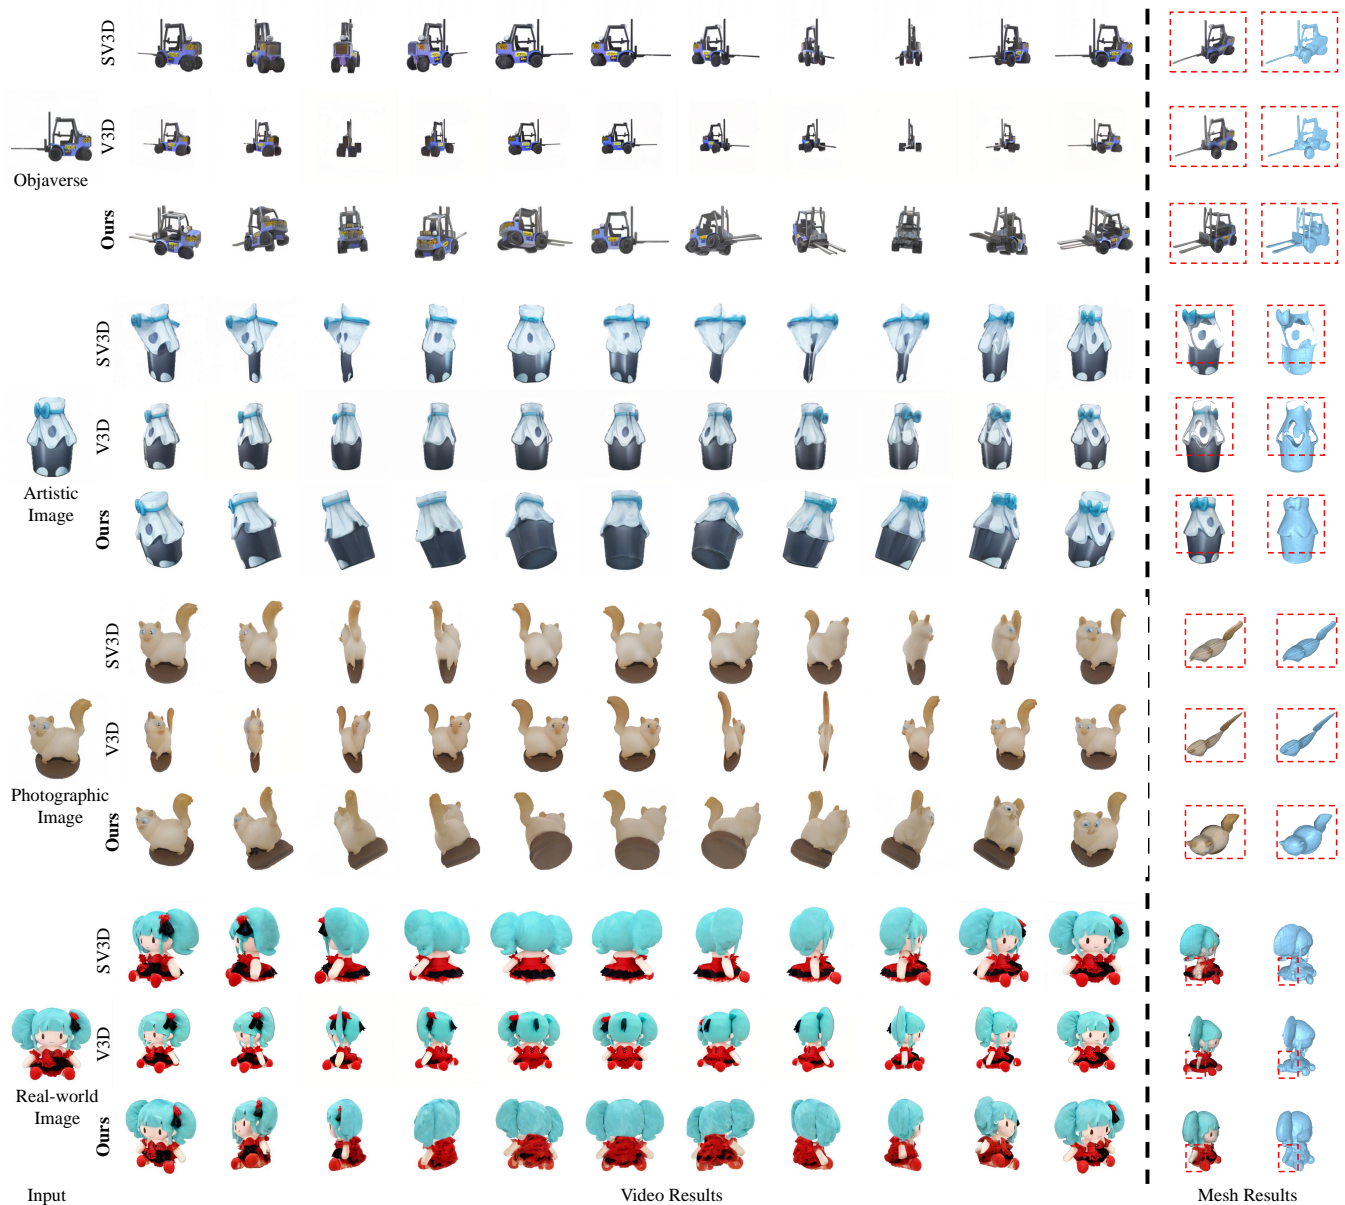 SV3D
V3D
Objaverse
Ours
SV3D
V3D
Artistic
Image
Ours
SV3D
V3D
Photographic
Image
Ours
SV3D
V3D
Real-world
Image
Ours
Input
Video Results
Mesh Results